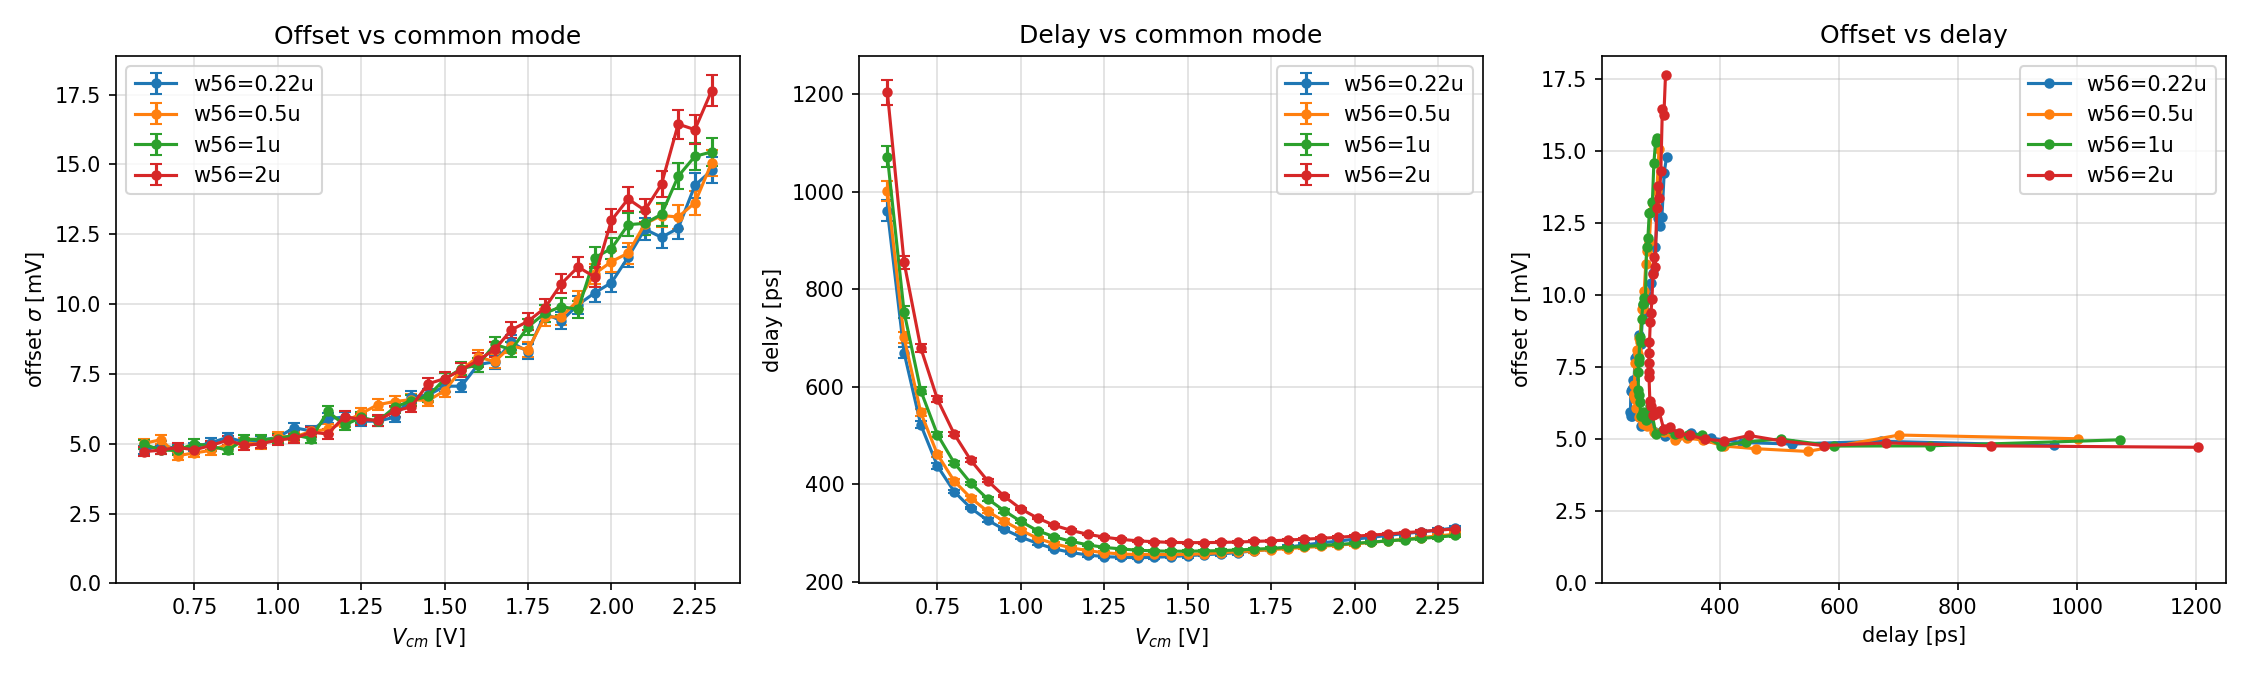 Offset vs common mode
offset σ [mV]
17.5
15.0
12.5
10.0
7.5
5.0
2.5
0.0
w56=0.22u
w56=0.5u
w56=1u
w56=2u
0.75 1.00 1.25 1.50 1.75 2.00 2.25
V_cm [V]
Delay vs common mode
delay [ps]
1200
1000
800
600
400
200
w56=0.22u
w56=0.5u
w56=1u
w56=2u
0.75 1.00 1.25 1.50 1.75 2.00 2.25
V_cm [V]
Offset vs delay
offset σ [mV]
17.5
15.0
12.5
10.0
7.5
5.0
2.5
0.0
w56=0.22u
w56=0.5u
w56=1u
w56=2u
400 600 800 1000 1200
delay [ps]